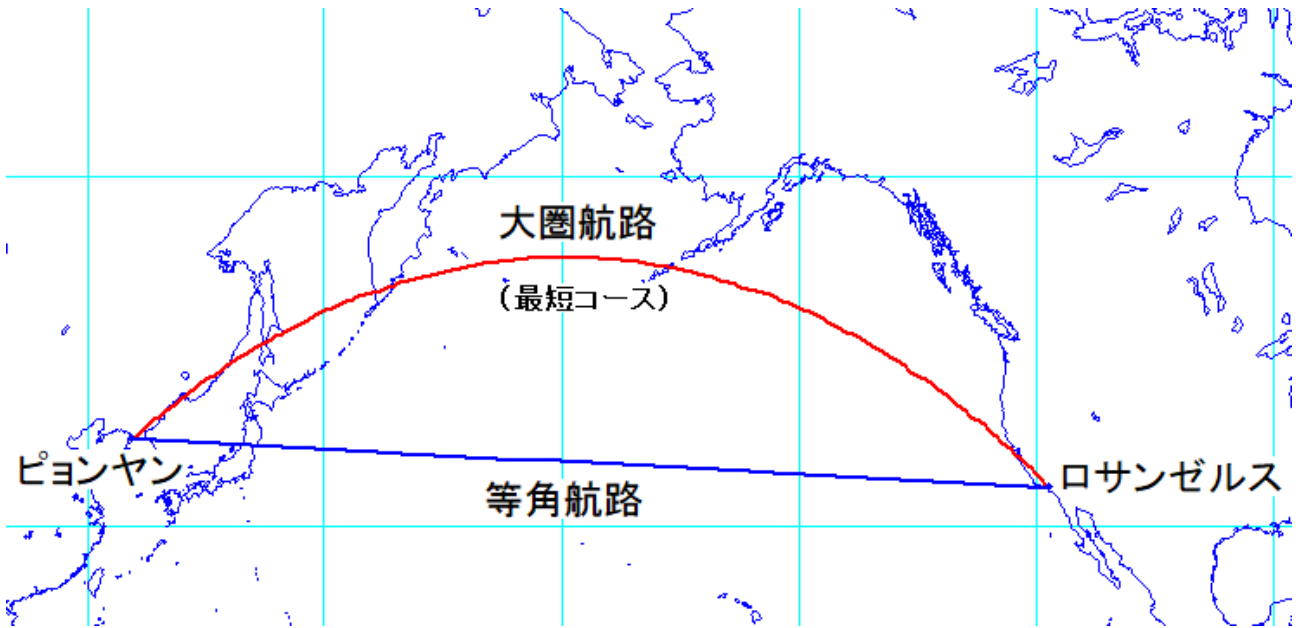 大圏航路
（最短コース）
ピョンヤン
ロサンゼルス
等角航路